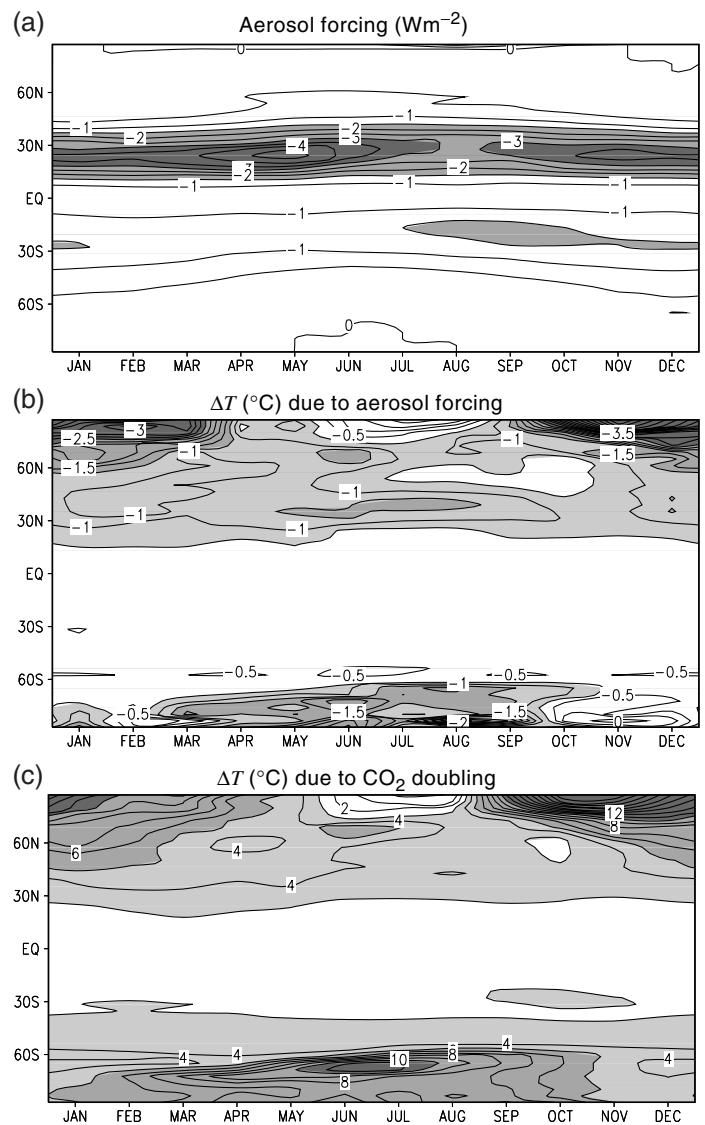 (a) Aerosol forcing (Wm−2)
0 0
60N
−1 −1
−2 −2
30N −3 −4 −3
−3
−2 −2
−1 −1 −1
EQ
−1 −1
30S −1
60S
0
JAN FEB MAR APR MAY JUN JUL AUG SEP OCT NOV DEC
(b) ΔT (°C) due to aerosol forcing
−2.5 −3 −0.5 −1 −3.5
−1 −1.5
60N −1.5
−1
30N −1 −1 −1
EQ
30S
60S −0.5 −0.5 −0.5 −0.5
−1 −0.5
−0.5 −1.5 −2 −1.5 0
JAN FEB MAR APR MAY JUN JUL AUG SEP OCT NOV DEC
(c) ΔT (°C) due to CO2 doubling
2 12
4 8
60N 6 4
4
30N
EQ
30S
60S 4 4 10 8 4 4
8
JAN FEB MAR APR MAY JUN JUL AUG SEP OCT NOV DEC